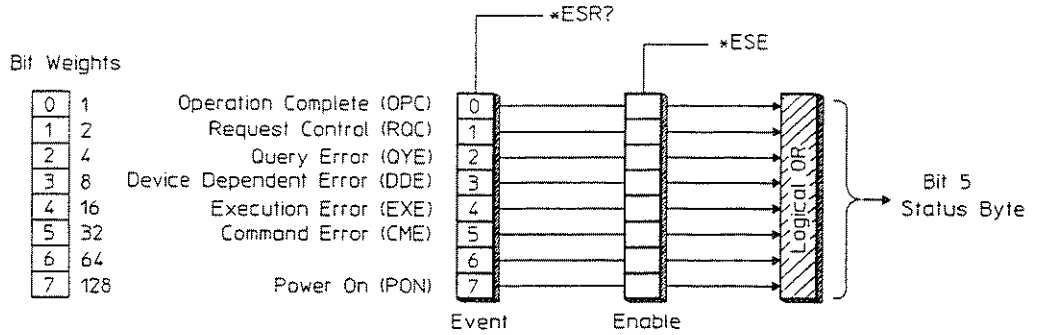 *ESR?
*ESE
Bit Weights
0 1 Operation Complete (OPC) 0
1 2 Request Control (RQC) 1
2 4 Query Error (QYE) 2
3 8 Device Dependent Error (DDE) 3
4 16 Execution Error (EXE) 4
5 32 Command Error (CME) 5
6 64 6
7 128 Power On (PON) 7
Logical OR
Bit 5
Status Byte
Event Enable